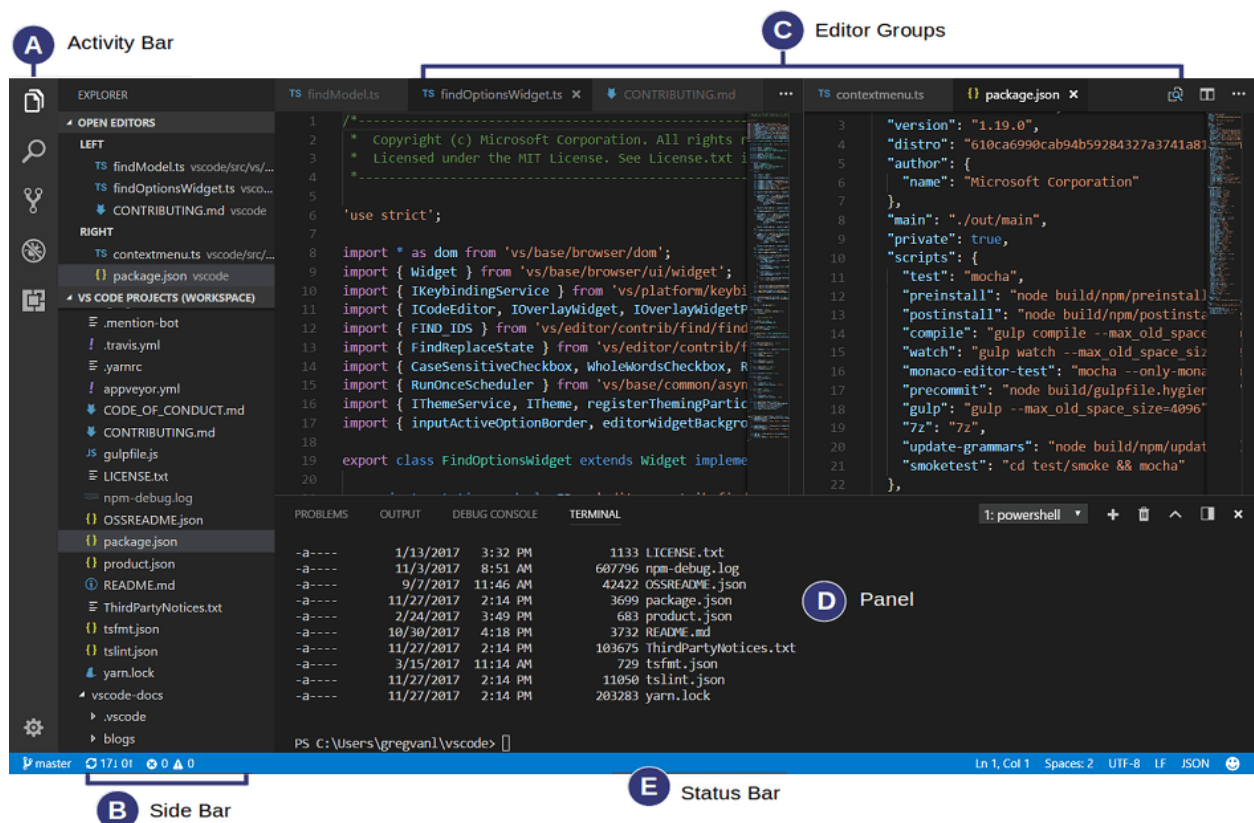 A Activity Bar
C Editor Groups
EXPLORER
OPEN EDITORS
LEFT
TS findModel.ts vscode/src/vs/...
TS findOptionsWidget.ts vsco...
CONTRIBUTING.md vscode
RIGHT
TS contextmenu.ts vscode/src/...
{} package.json vscode
VS CODE PROJECTS (WORKSPACE)
.mention-bot
! .travis.yml
.yarnrc
! appveyor.yml
CODE_OF_CONDUCT.md
CONTRIBUTING.md
JS gulpfile.js
LICENSE.txt
npm-debug.log
{} OSSREADME.json
{} package.json
{} product.json
README.md
ThirdPartyNotices.txt
{} tsfmt.json
{} tslint.json
yarn.lock
vscode-docs
.vscode
blogs
TS findModel.ts TS findOptionsWidget.ts × CONTRIBUTING.md ...
1 /*---------------------------------------------------
2 * Copyright (c) Microsoft Corporation. All rights r
3 * Licensed under the MIT License. See License.txt i
4 *---------------------------------------------------
5
6 'use strict';
7
8 import * as dom from 'vs/base/browser/dom';
9 import { Widget } from 'vs/base/browser/ui/widget';
10 import { IKeybindingService } from 'vs/platform/keybi
11 import { ICodeEditor, IOverlayWidget, IOverlayWidgetP
12 import { FIND_IDS } from 'vs/editor/contrib/find/find
13 import { FindReplaceState } from 'vs/editor/contrib/f
14 import { CaseSensitiveCheckbox, WholeWordsCheckbox, R
15 import { RunOnceScheduler } from 'vs/base/common/asyn
16 import { IThemeService, ITheme, registerThemingPartic
17 import { inputActiveOptionBorder, editorWidgetBackgro
18
19 export class FindOptionsWidget extends Widget impleme
20
TS contextmenu.ts {} package.json × ...
3 "version": "1.19.0",
4 "distro": "610ca6990cab94b59284327a3741a81
5 "author": {
6 "name": "Microsoft Corporation"
7 },
8 "main": "./out/main",
9 "private": true,
10 "scripts": {
11 "test": "mocha",
12 "preinstall": "node build/npm/preinstall
13 "postinstall": "node build/npm/postinsta
14 "compile": "gulp compile --max_old_space
15 "watch": "gulp watch --max_old_space_siz
16 "monaco-editor-test": "mocha --only-mona
17 "precommit": "node build/gulpfile.hygien
18 "gulp": "gulp --max_old_space_size=4096"
19 "7z": "7z",
20 "update-grammars": "node build/npm/updat
21 "smoketest": "cd test/smoke && mocha"
22 },
PROBLEMS OUTPUT DEBUG CONSOLE TERMINAL 1: powershell
-a---- 1/13/2017 3:32 PM 1133 LICENSE.txt
-a---- 11/3/2017 8:51 AM 607796 npm-debug.log
-a---- 9/7/2017 11:46 AM 42422 OSSREADME.json
-a---- 11/27/2017 2:14 PM 3699 package.json
-a---- 2/24/2017 3:49 PM 683 product.json
-a---- 10/30/2017 4:18 PM 3732 README.md
-a---- 11/27/2017 2:14 PM 103675 ThirdPartyNotices.txt
-a---- 3/15/2017 11:14 AM 729 tsfmt.json
-a---- 11/27/2017 2:14 PM 11050 tslint.json
-a---- 11/27/2017 2:14 PM 203283 yarn.lock
PS C:\Users\gregvanl\vscode>
D Panel
master 17↓ 0↑ 0 0 Ln 1, Col 1 Spaces: 2 UTF-8 LF JSON
B Side Bar
E Status Bar